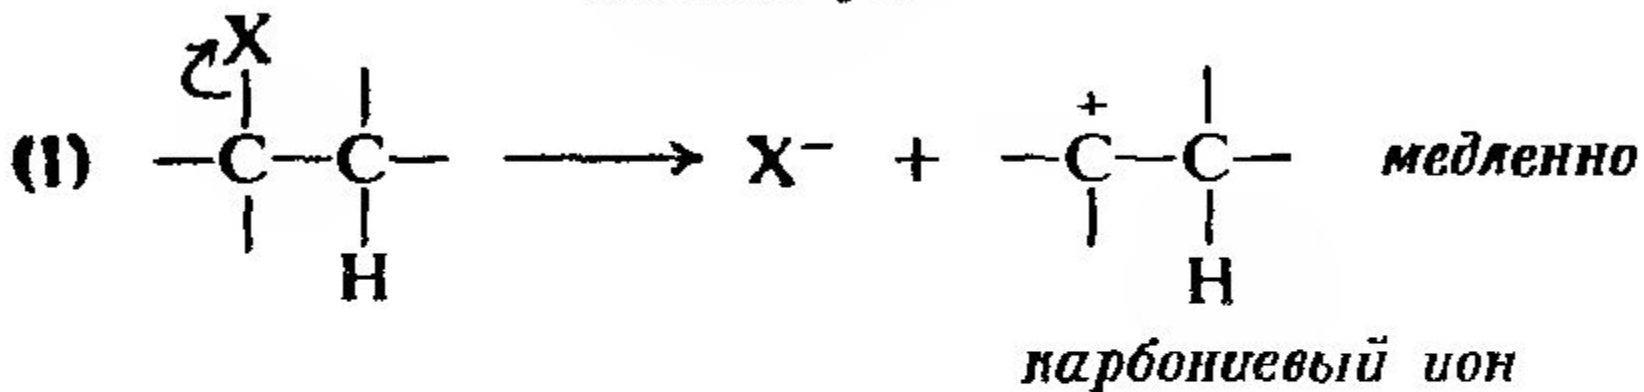 X
(1) —C—C— ⟶ X⁻ + —C⁺—C— медленно
H H
карбониевый ион